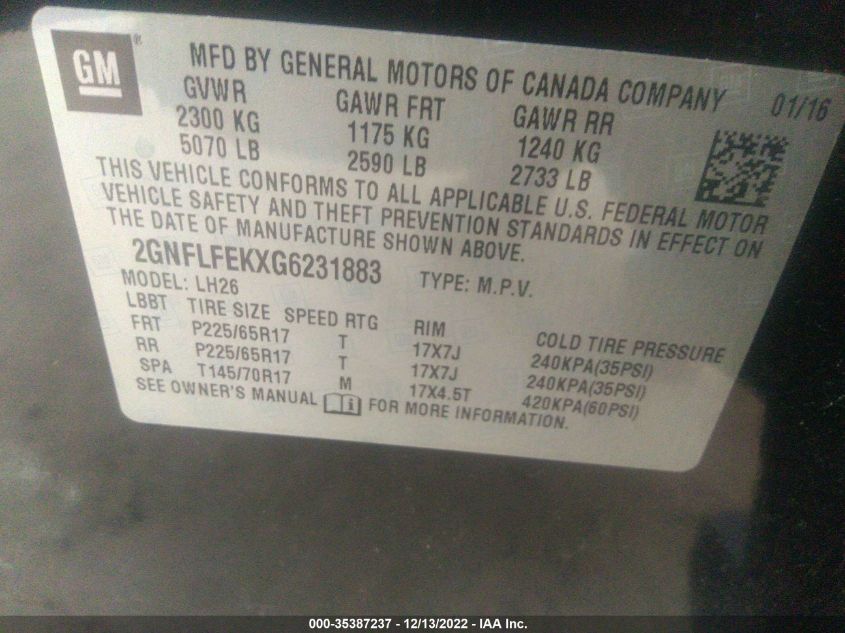 GM ® MFD BY GENERAL MOTORS OF CANADA COMPANY
GVWR GAWR FRT GAWR RR 01/16
2300 KG 1175 KG 1240 KG
5070 LB 2590 LB 2733 LB
THIS VEHICLE CONFORMS TO ALL APPLICABLE U.S. FEDERAL MOTOR
VEHICLE SAFETY AND THEFT PREVENTION STANDARDS IN EFFECT ON
THE DATE OF MANUFACTURE SHOWN ABOVE.
2GNFLFEKXG6231883 TYPE: M.P.V.
MODEL: LH26
LBBT TIRE SIZE SPEED RTG RIM COLD TIRE PRESSURE
FRT P225/65R17 T 17X7J 240KPA(35PSI)
RR P225/65R17 T 17X7J 240KPA(35PSI)
SPA T145/70R17 M 17X4.5T 420KPA(60PSI)
SEE OWNER'S MANUAL i FOR MORE INFORMATION.
000-35387237 - 12/13/2022 - IAA Inc.